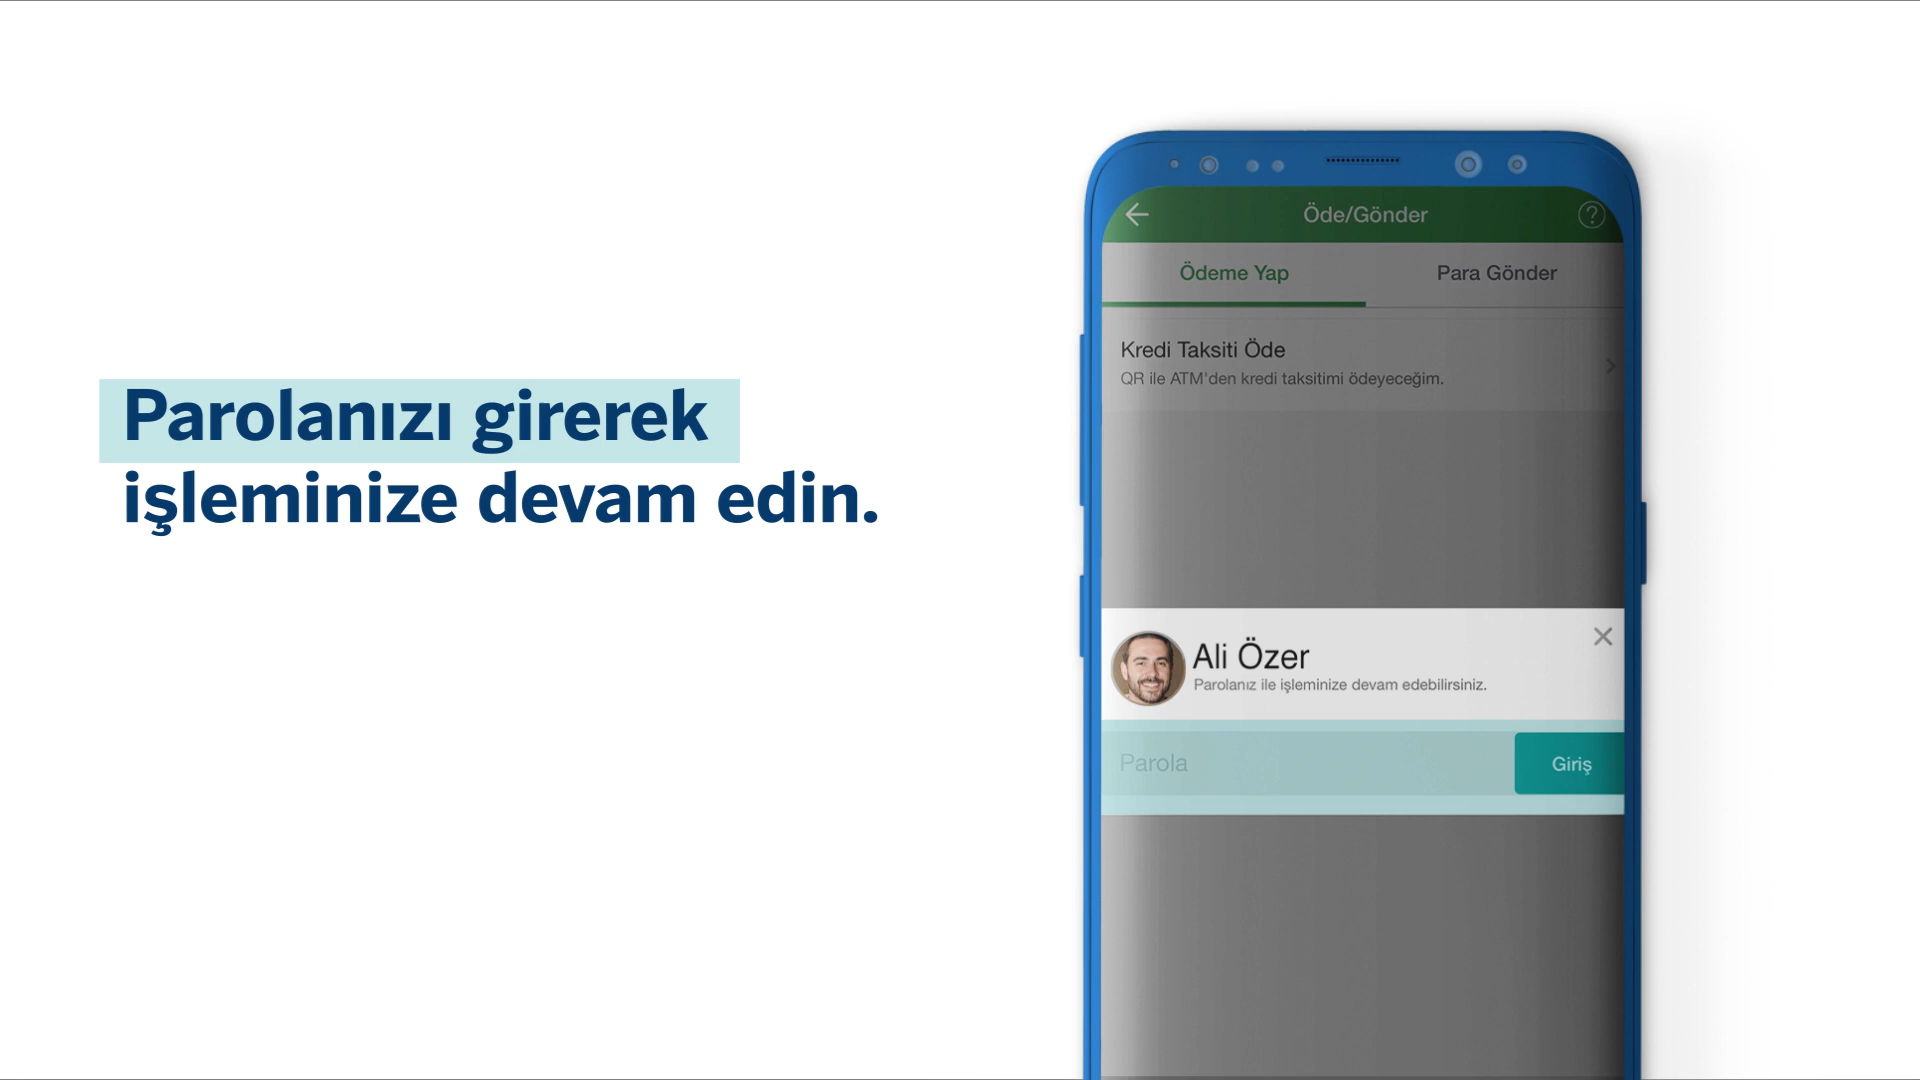 Parolanızı girerek
işleminize devam edin.
Öde/Gönder
Ödeme Yap
Para Gönder
Kredi Taksiti Öde
QR ile ATM'den kredi taksitimi ödeyeceğim.
Ali Özer
Parolanız ile işleminize devam edebilirsiniz.
Parola
Giriş